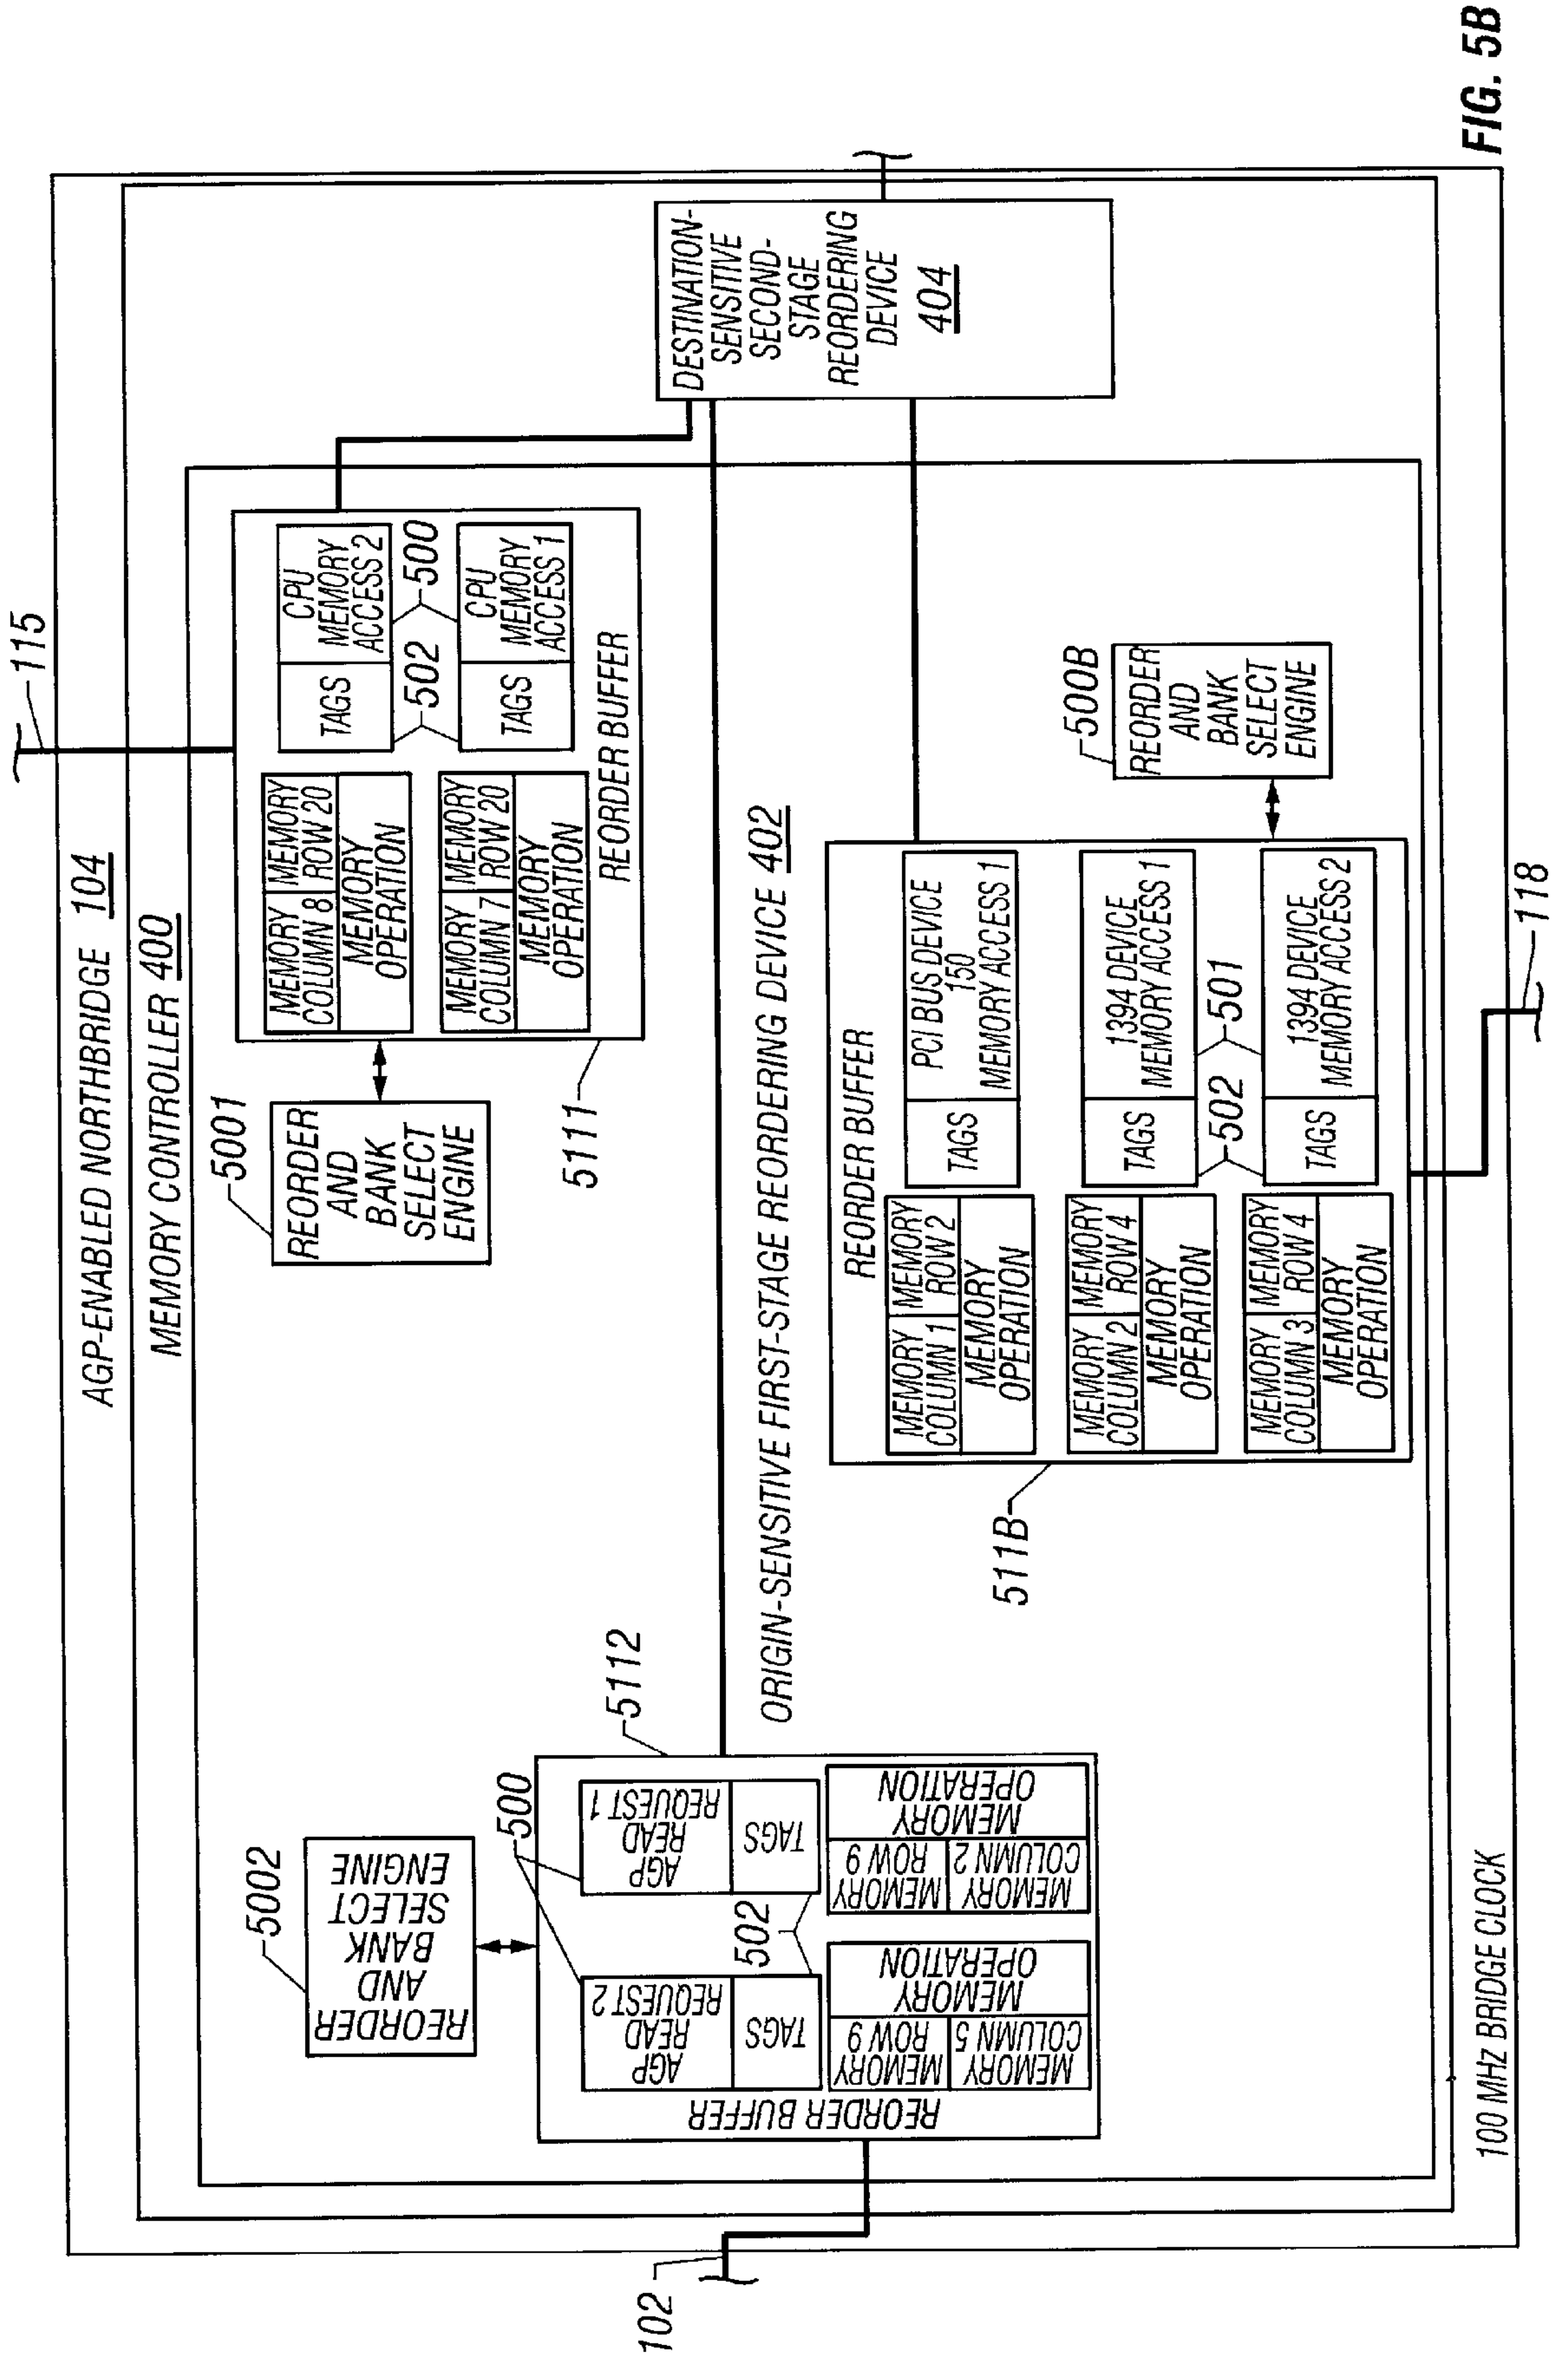 115
AGP-ENABLED NORTHBRIDGE 104
MEMORY CONTROLLER 400
5001
REORDER
AND
BANK
SELECT
ENGINE
5111
MEMORY
COLUMN 8
MEMORY
ROW 20
MEMORY
OPERATION
TAGS
CPU
MEMORY
ACCESS 2
502
500
MEMORY
COLUMN 7
MEMORY
ROW 20
MEMORY
OPERATION
TAGS
CPU
MEMORY
ACCESS 1
REORDER BUFFER
DESTINATION-
SENSITIVE
SECOND-
STAGE
REORDERING
DEVICE
404
5002
REORDER
AND
BANK
SELECT
ENGINE
5112
500
AGP
READ
REQUEST 2
TAGS
MEMORY
ROW 9
MEMORY
COLUMN 5
MEMORY
OPERATION
502
AGP
READ
REQUEST 1
TAGS
MEMORY
ROW 9
MEMORY
COLUMN 2
MEMORY
OPERATION
REORDER BUFFER
102
ORIGIN-SENSITIVE FIRST-STAGE REORDERING DEVICE 402
REORDER BUFFER
MEMORY
COLUMN 1
MEMORY
ROW 2
MEMORY
OPERATION
TAGS
PCI BUS DEVICE
150
MEMORY ACCESS 1
MEMORY
COLUMN 2
MEMORY
ROW 4
MEMORY
OPERATION
TAGS
1394 DEVICE
MEMORY ACCESS 1
502
501
MEMORY
COLUMN 3
MEMORY
ROW 4
MEMORY
OPERATION
TAGS
1394 DEVICE
MEMORY ACCESS 2
511B
500B
REORDER
AND
BANK
SELECT
ENGINE
118
100 MHz BRIDGE CLOCK
FIG. 5B